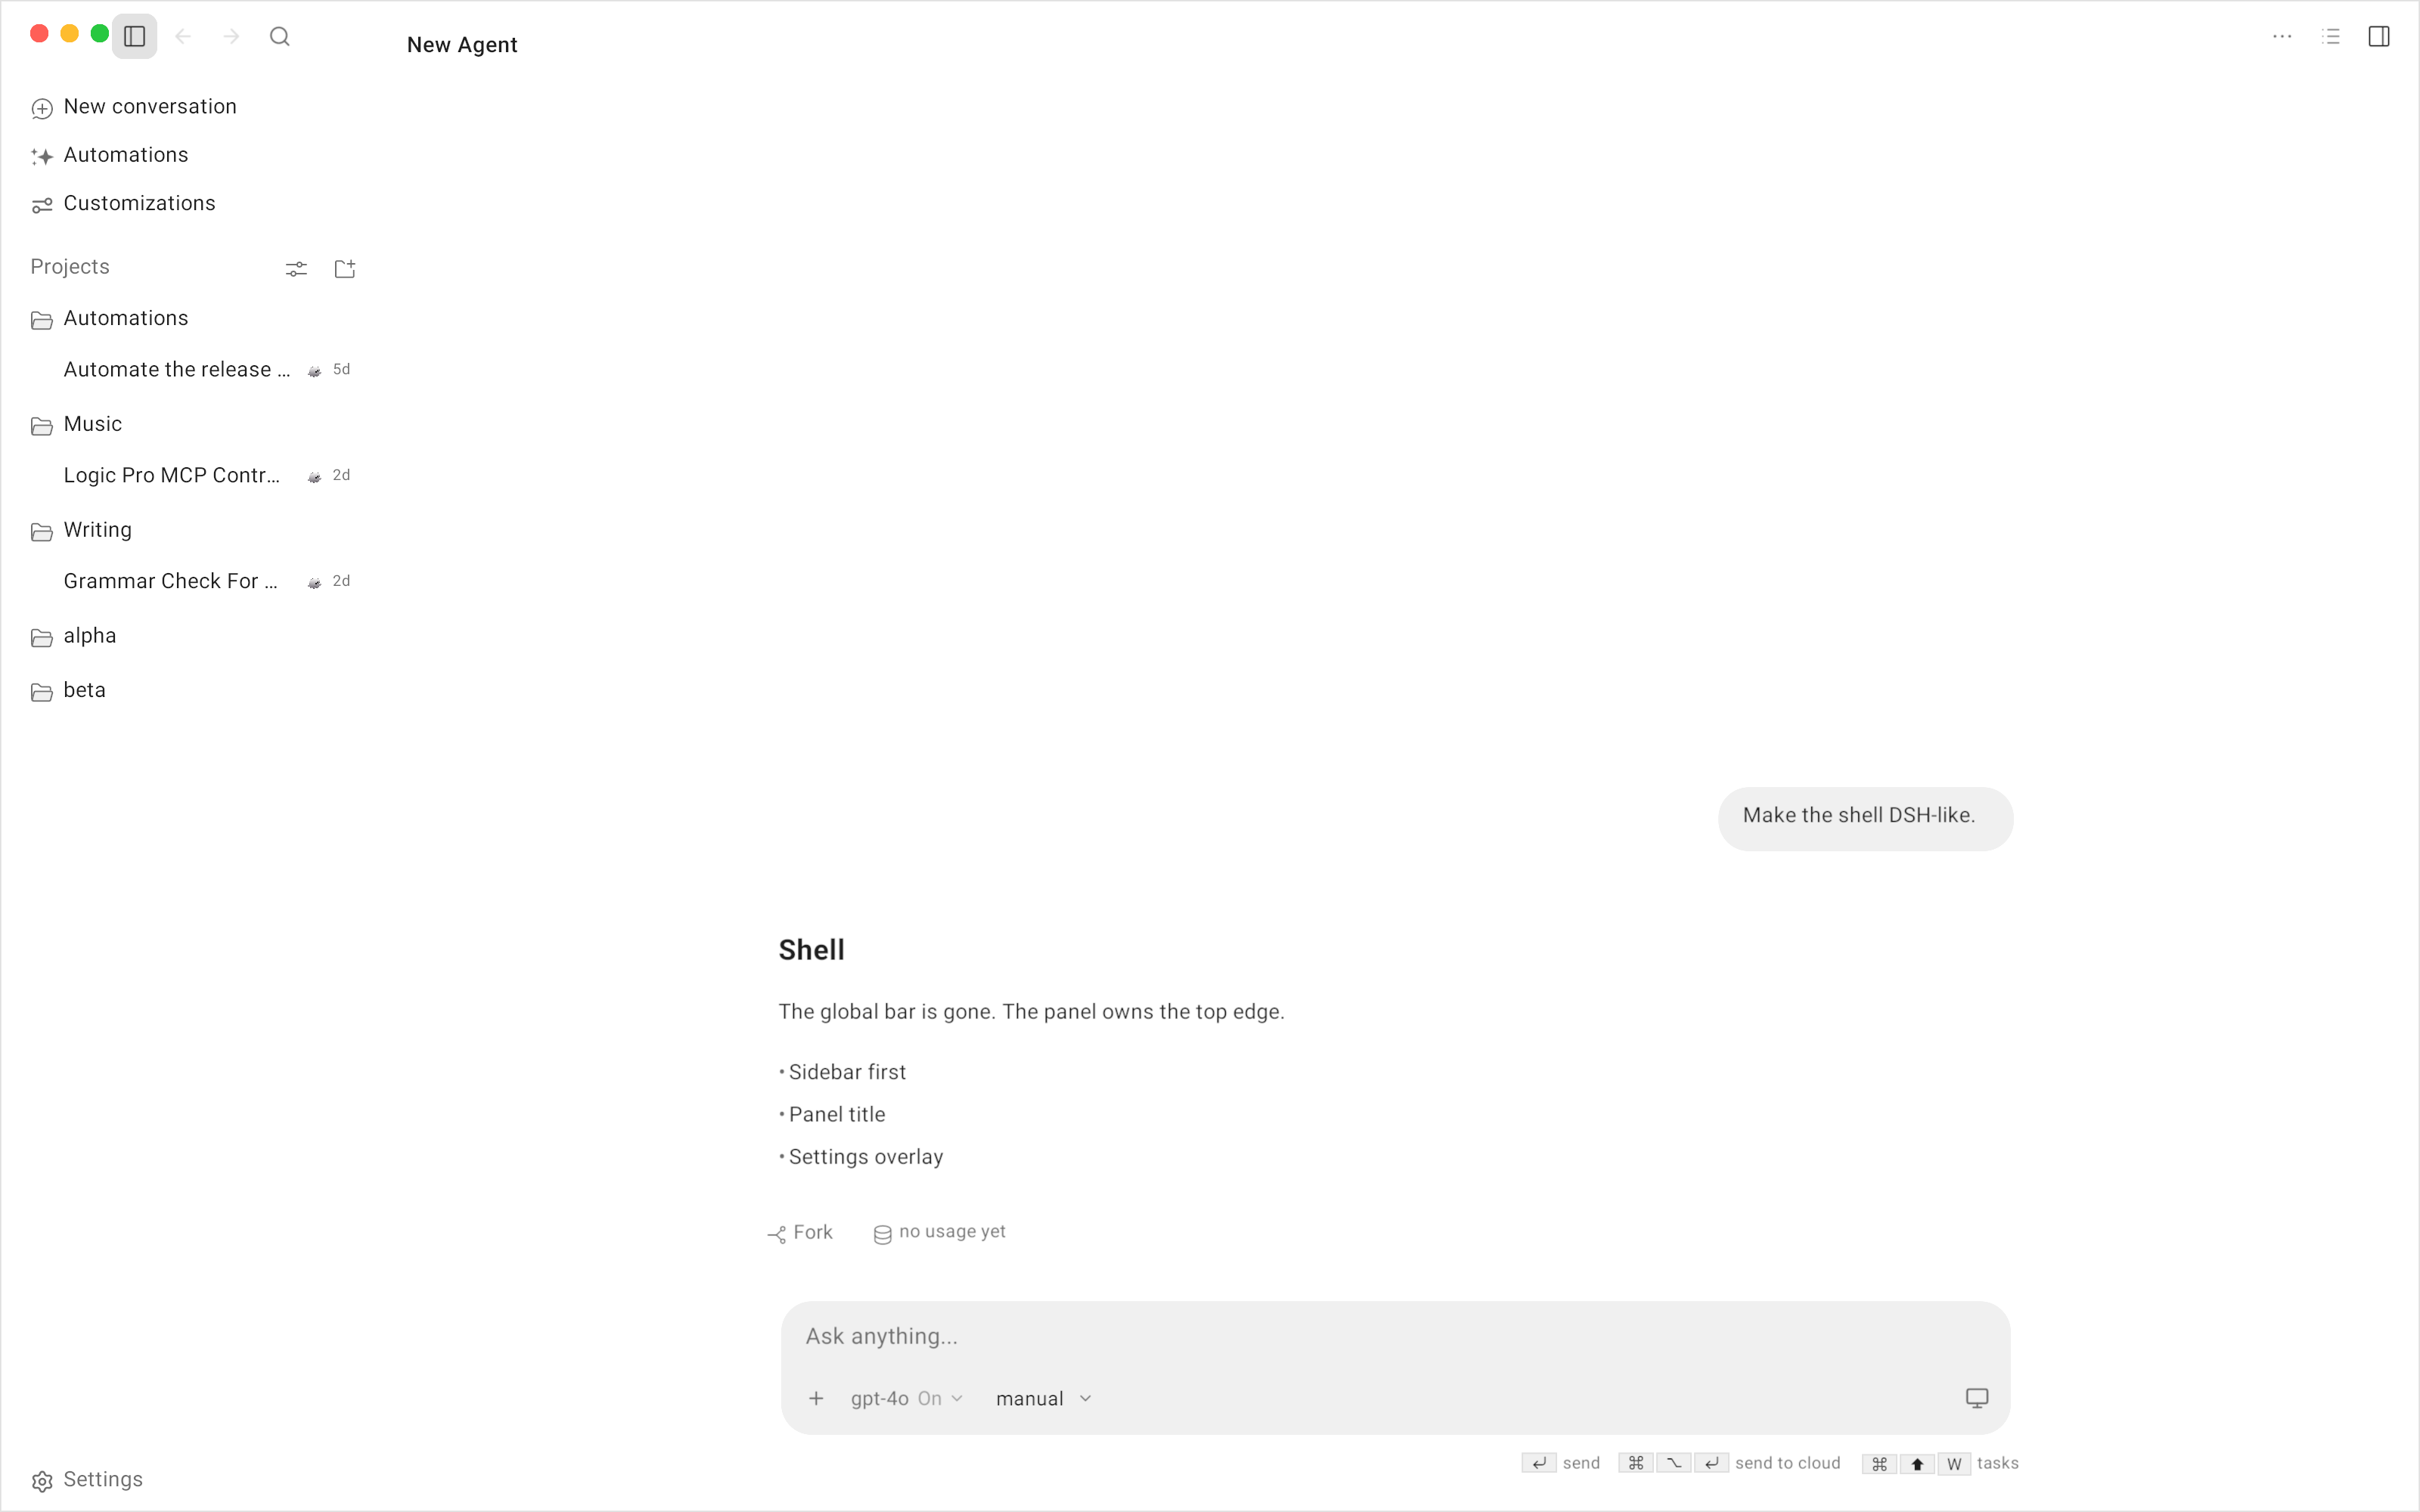 New Agent
New conversation
Automations
Customizations
Projects
Automations
Automate the release ... 5d
Music
Logic Pro MCP Contr... 2d
Writing
Grammar Check For ... 2d
alpha
beta
Make the shell DSH-like.
Shell
The global bar is gone. The panel owns the top edge.
• Sidebar first
• Panel title
• Settings overlay
Fork no usage yet
Ask anything...
gpt-4o On manual
↵ send ⌘ ⌥ ↵ send to cloud ⌘ ⬆ W tasks
Settings